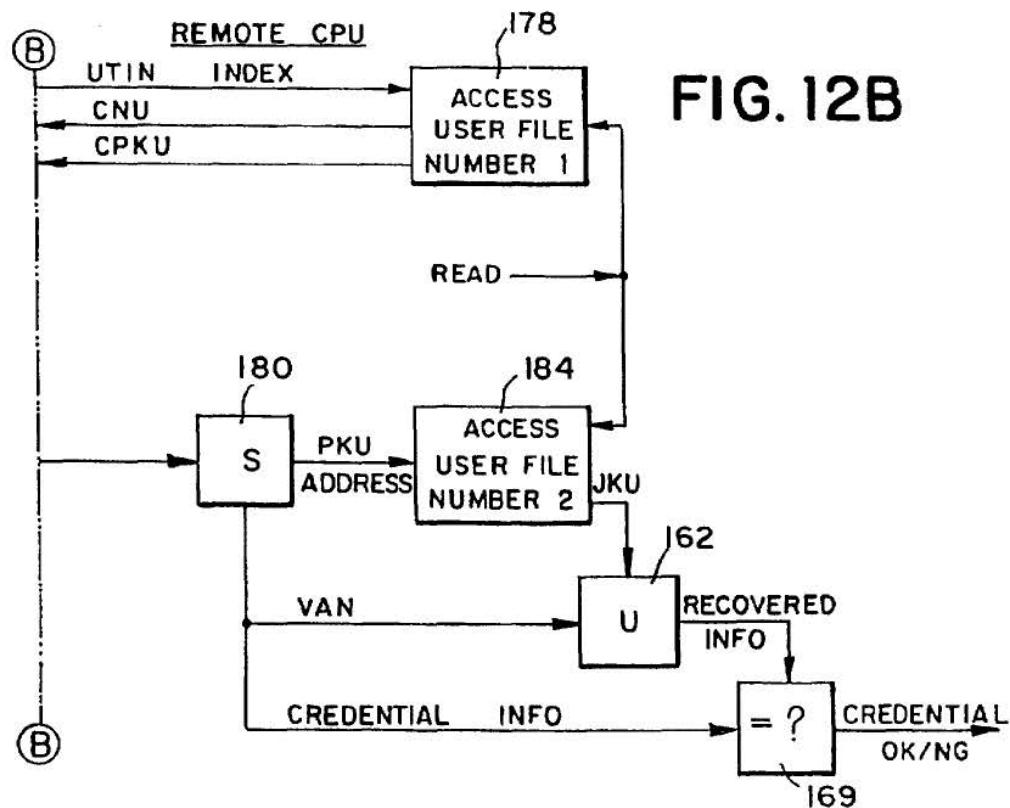 REMOTE CPU
178
B
UTIN INDEX
CNU
CPKU
ACCESS
USER FILE
NUMBER 1
FIG. 12B
READ
180
184
S
PKU
ADDRESS
ACCESS
USER FILE
NUMBER 2
JKU
162
VAN
U
RECOVERED
INFO
CREDENTIAL INFO
= ?
CREDENTIAL
OK/NG
B
169